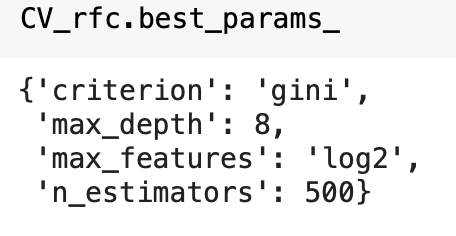 CV_rfc.best_params_
{'criterion': 'gini',
 'max_depth': 8,
 'max_features': 'log2',
 'n_estimators': 500}